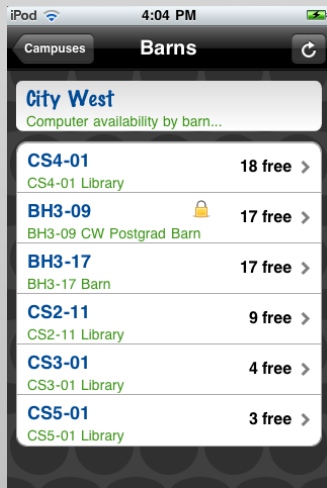 iPod 4:04 PM
Campuses Barns
City West
Computer availability by barn...
CS4-01 18 free
CS4-01 Library
BH3-09 17 free
BH3-09 CW Postgrad Barn
BH3-17 17 free
BH3-17 Barn
CS2-11 9 free
CS2-11 Library
CS3-01 4 free
CS3-01 Library
CS5-01 3 free
CS5-01 Library